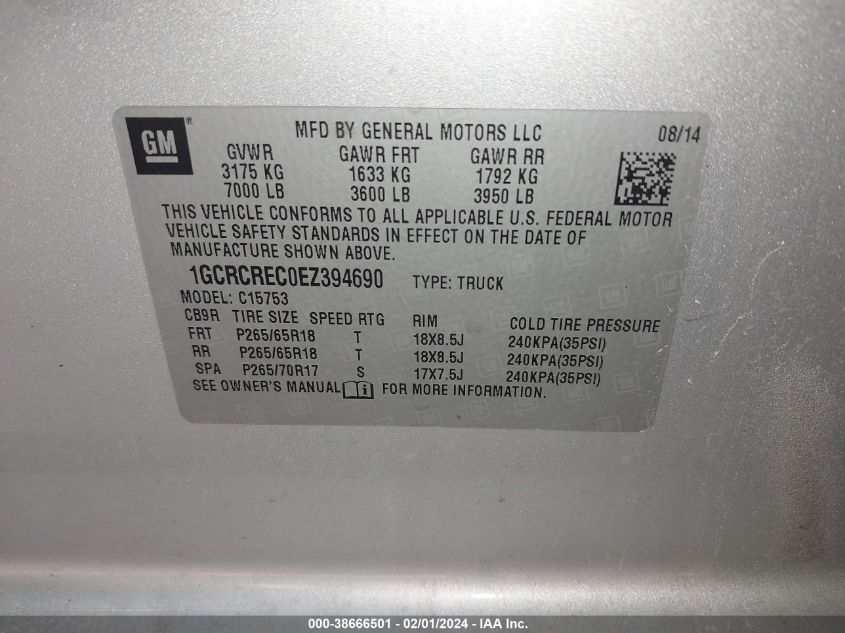 GM ®
MFD BY GENERAL MOTORS LLC 08/14
GVWR GAWR FRT GAWR RR
3175 KG 1633 KG 1792 KG
7000 LB 3600 LB 3950 LB
THIS VEHICLE CONFORMS TO ALL APPLICABLE U.S. FEDERAL MOTOR
VEHICLE SAFETY STANDARDS IN EFFECT ON THE DATE OF
MANUFACTURE SHOWN ABOVE.
1GCRCREC0EZ394690 TYPE: TRUCK
MODEL: C15753
CB9R TIRE SIZE SPEED RTG RIM COLD TIRE PRESSURE
FRT P265/65R18 T 18X8.5J 240KPA(35PSI)
RR P265/65R18 T 18X8.5J 240KPA(35PSI)
SPA P265/70R17 S 17X7.5J 240KPA(35PSI)
SEE OWNER'S MANUAL FOR MORE INFORMATION.
000-38666501 - 02/01/2024 - IAA Inc.